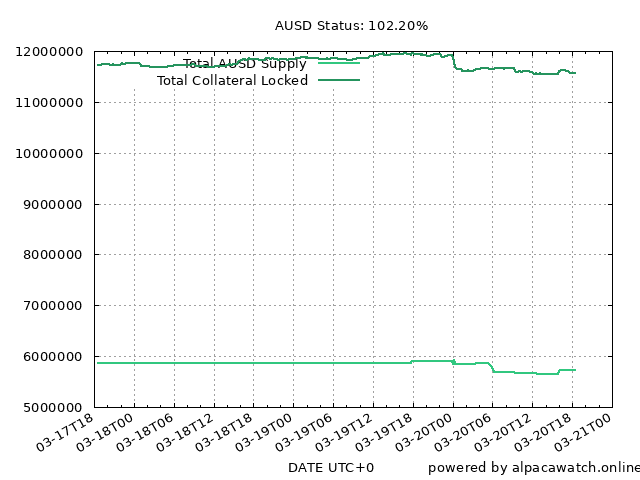 AUSD Status: 102.20%
12000000
Total AUSD Supply
Total Collateral Locked
11000000
10000000
9000000
8000000
7000000
6000000
5000000
03-17T18 03-18T00 03-18T06 03-18T12 03-18T18 03-19T00 03-19T06 03-19T12 03-19T18 03-20T00 03-20T06 03-20T12 03-20T18 03-21T00
DATE UTC+0
powered by alpacawatch.online